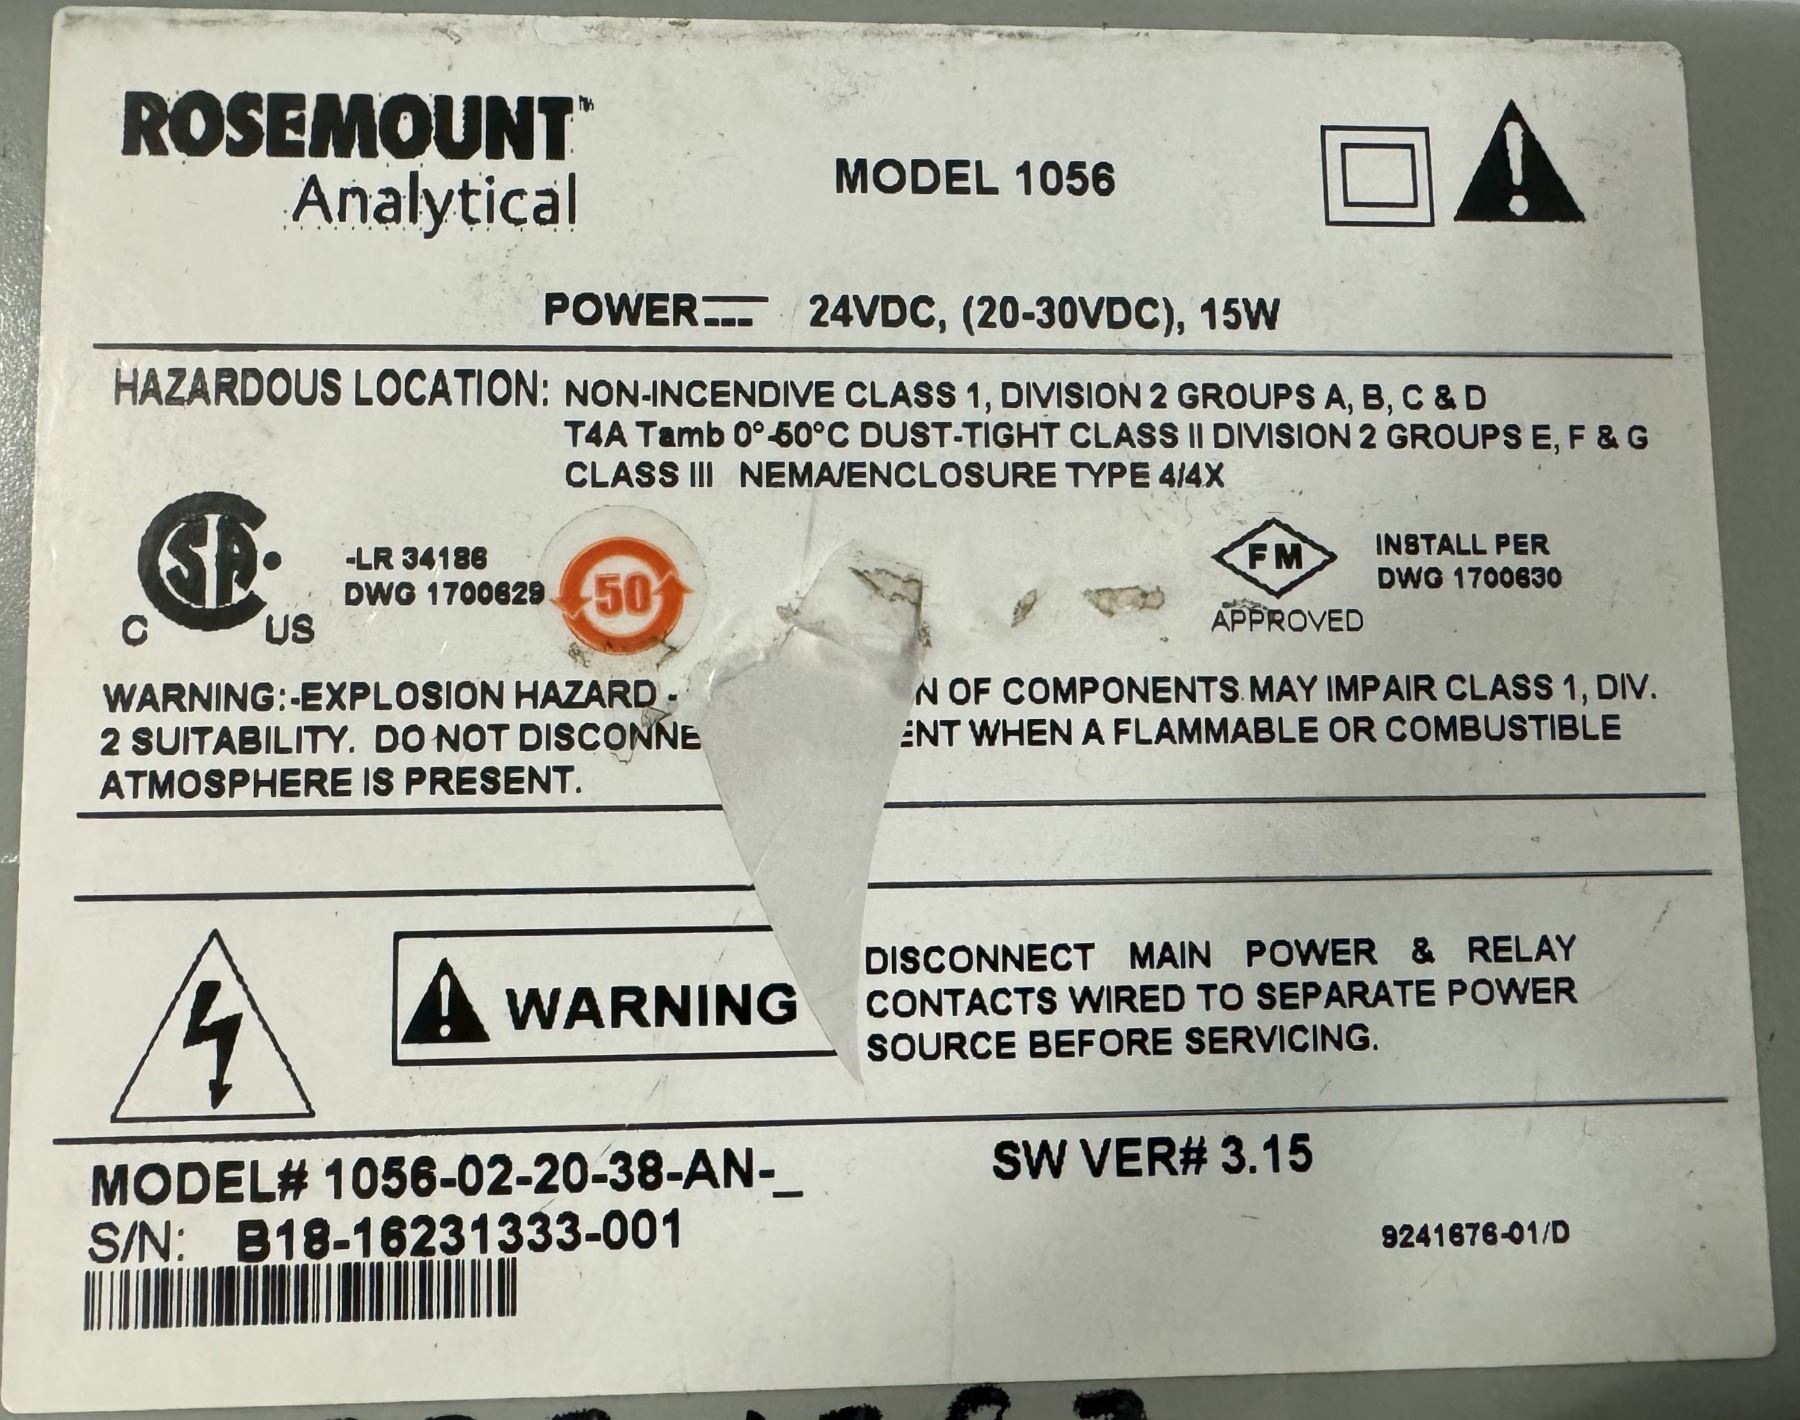 ROSEMOUNT™
Analytical
MODEL 1056
POWER 24VDC, (20-30VDC), 15W
HAZARDOUS LOCATION: NON-INCENDIVE CLASS 1, DIVISION 2 GROUPS A, B, C & D
T4A Tamb 0°-50°C DUST-TIGHT CLASS II DIVISION 2 GROUPS E, F & G
CLASS III NEMA/ENCLOSURE TYPE 4/4X
CSA
C US
-LR 34186
DWG 1700629
50
FM
APPROVED
INSTALL PER
DWG 1700630
WARNING:-EXPLOSION HAZARD - N OF COMPONENTS MAY IMPAIR CLASS 1, DIV.
2 SUITABILITY. DO NOT DISCONNE ENT WHEN A FLAMMABLE OR COMBUSTIBLE
ATMOSPHERE IS PRESENT.
WARNING
DISCONNECT MAIN POWER & RELAY
CONTACTS WIRED TO SEPARATE POWER
SOURCE BEFORE SERVICING.
MODEL# 1056-02-20-38-AN-_
SW VER# 3.15
S/N: B18-16231333-001
9241676-01/D